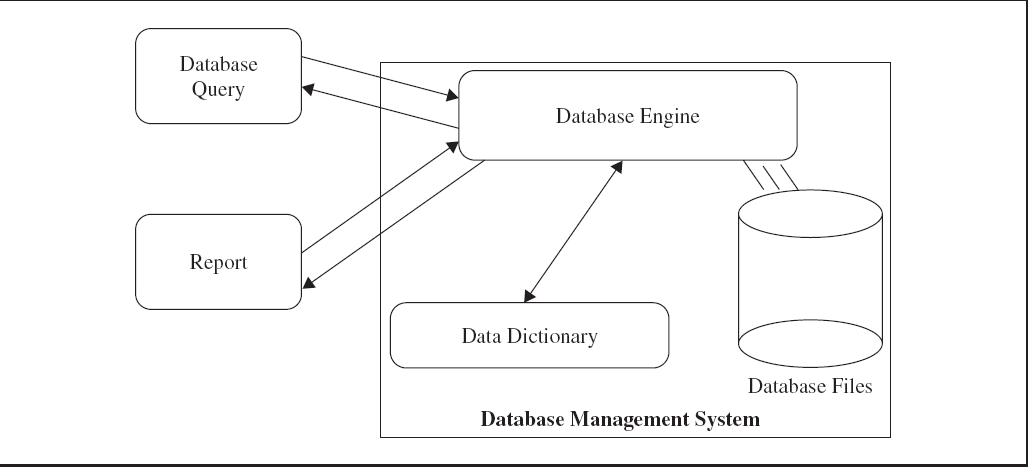 Database
Query
Database Engine
Report
Data Dictionary
Database Files
Database Management System